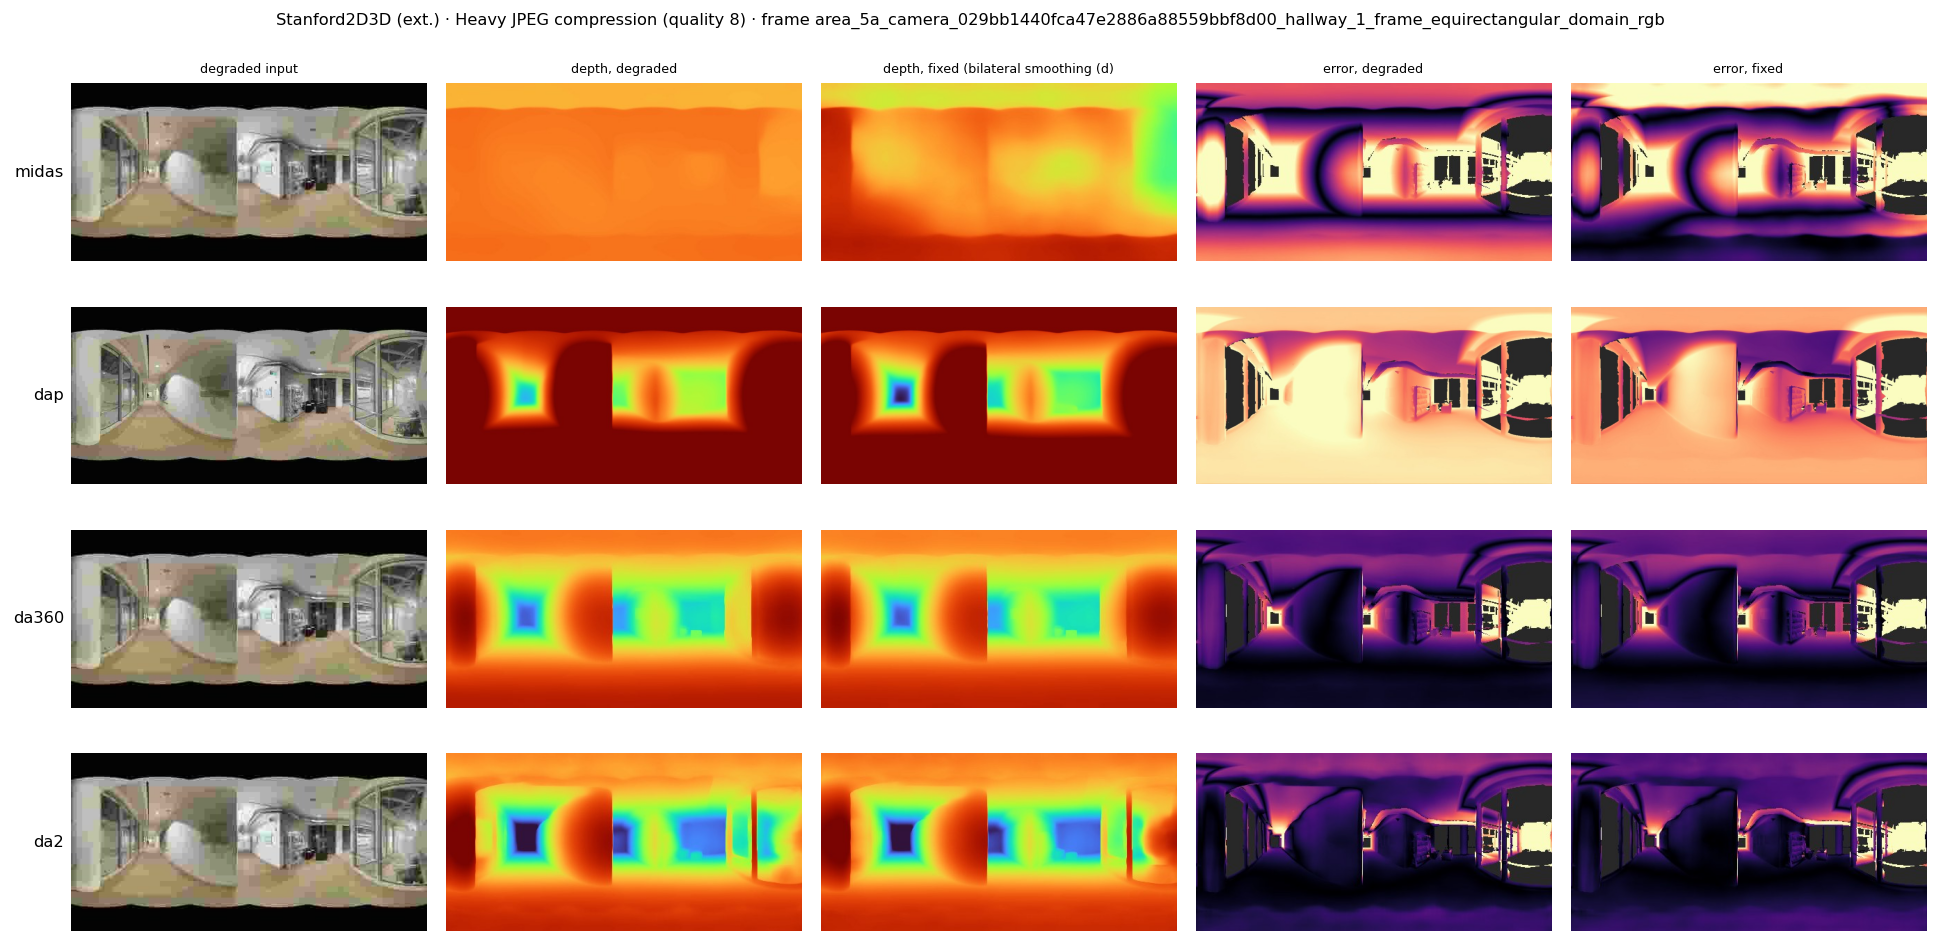 Stanford2D3D (ext.) · Heavy JPEG compression (quality 8) · frame area_5a_camera_029bb1440fca47e2886a88559bbf8d00_hallway_1_frame_equirectangular_domain_rgb
degraded input
depth, degraded
depth, fixed (bilateral smoothing (d)
error, degraded
error, fixed
midas
dap
da360
da2